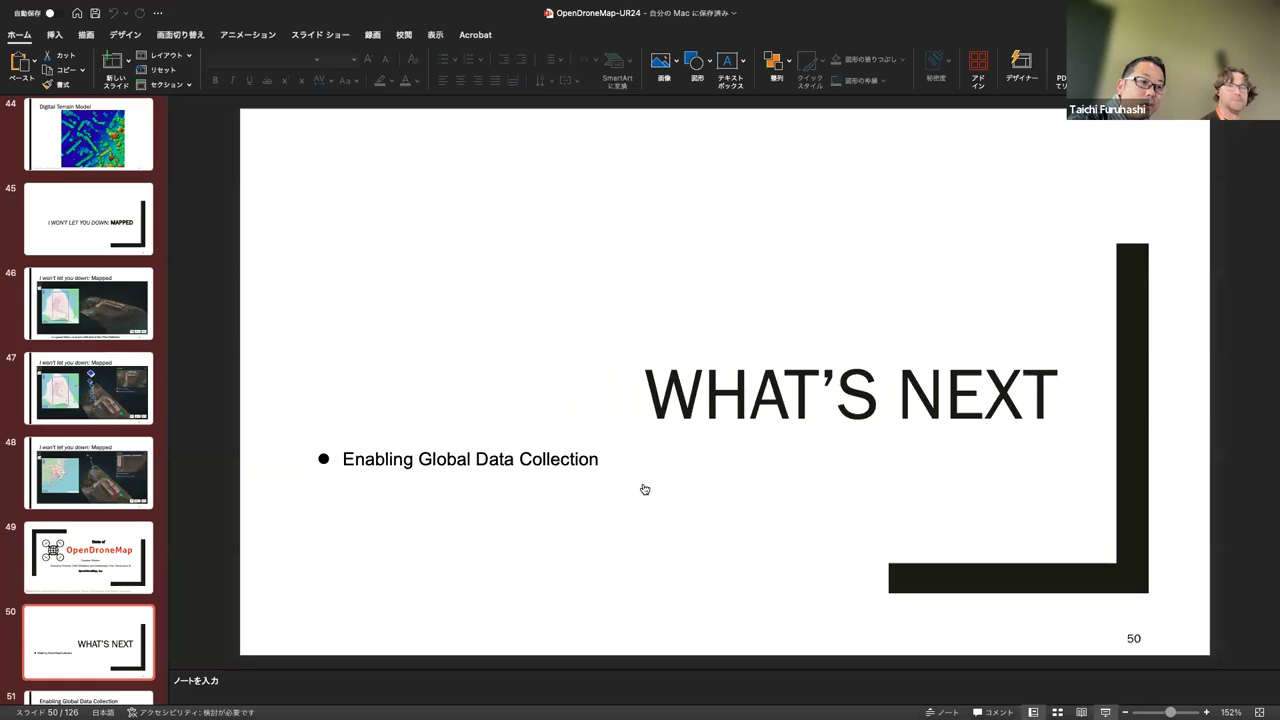 自動保存
OpenDroneMap-UR24 - 自分の Mac に保存済み
ホーム 挿入 描画 デザイン 画面切り替え アニメーション スライド ショー 録画 校閲 表示 Acrobat
ペースト
カット
コピー
書式
新しい
スライド
レイアウト
リセット
セクション
SmartArt
に変換
画像
図形
テキスト
ボックス
整列
クイック
スタイル
図形の塗りつぶし
図形の枠線
秘密度
アド
イン
デザイナー
Taichi Furuhashi
44
Digital Terrain Model
45
I WON'T LET YOU DOWN: MAPPED
46
I won't let you down: Mapped
47
I won't let you down: Mapped
48
I won't let you down: Mapped
49
State of
OpenDroneMap
50
WHAT'S NEXT
51
Enabling Global Data Collection
WHAT'S NEXT
● Enabling Global Data Collection
50
ノートを入力
スライド 50 / 126 日本語 アクセシビリティ: 検討が必要です
ノート コメント 152%